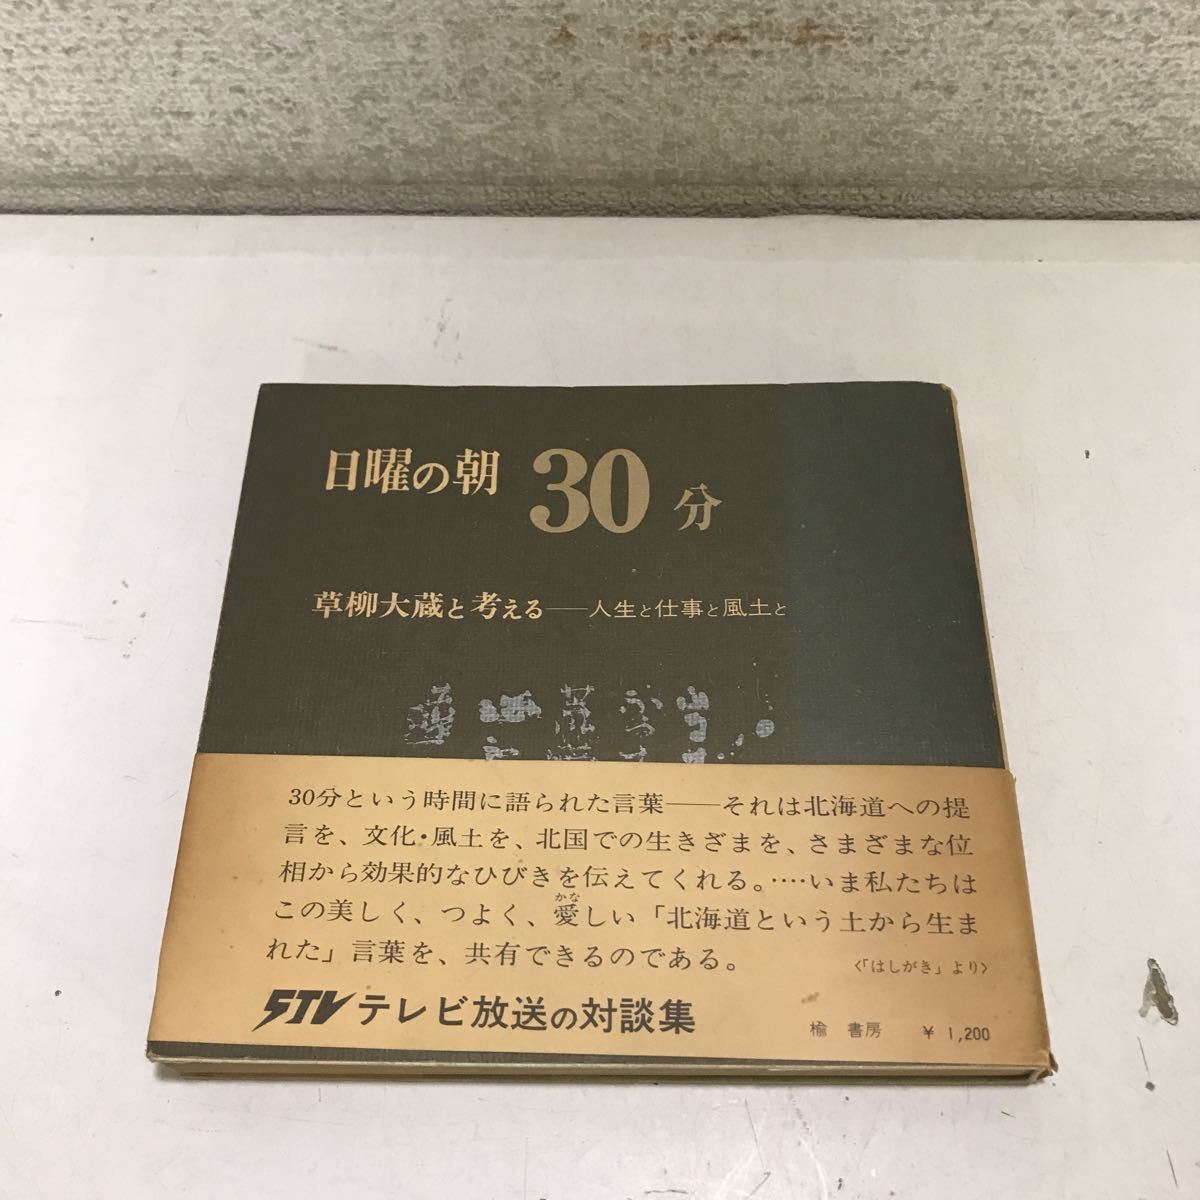 日曜の朝 30分
草柳大蔵と考える──人生と仕事と風土と
30分という時間に語られた言葉──それは北海道への提
言を、文化・風土を、北国での生きざまを、さまざまな位
相から効果的なひびきを伝えてくれる。‥‥いま私たちは
かな
この美しく、つよく、愛しい「北海道という土から生ま
れた」言葉を、共有できるのである。
〈「はしがき」より〉
STVテレビ放送の対談集
楡 書房 ¥ 1,200